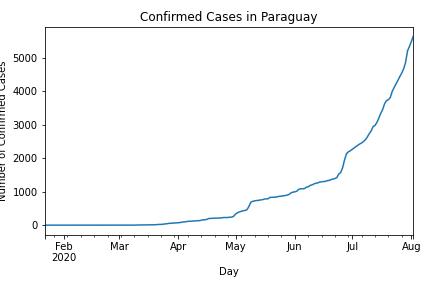 Confirmed Cases in Paraguay
Number of Confirmed Cases
5000
4000
3000
2000
1000
0
Feb
2020
Mar
Apr
May
Jun
Jul
Aug
Day